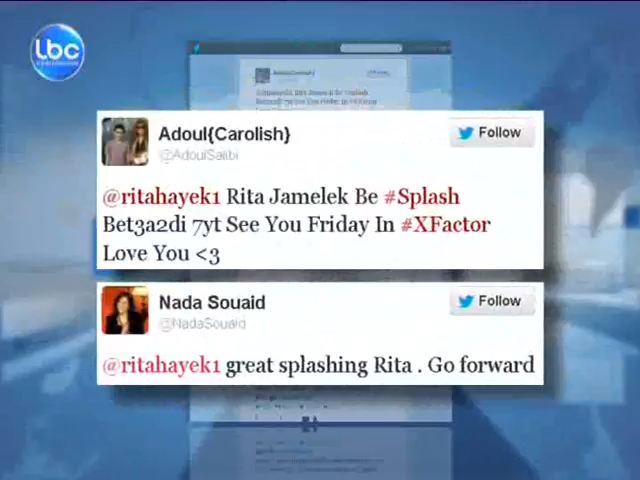 lbc
Adoul{Carolish}
@AdoulSalibi
Follow
@ritahayek1 Rita Jamelek Be #Splash
Bet3a2di 7yt See You Friday In #XFactor
Love You <3
Nada Souaid
@NadaSouaid
Follow
@ritahayek1 great splashing Rita . Go forward